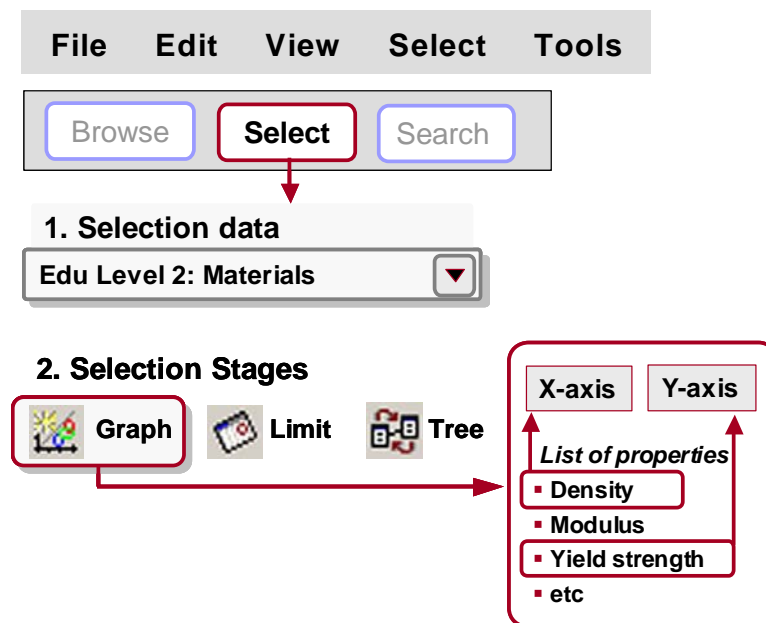 File Edit View Select Tools
Browse Select Search
1. Selection data
Edu Level 2: Materials
2. Selection Stages
Graph Limit Tree
X-axis Y-axis
List of properties
▪ Density
▪ Modulus
▪ Yield strength
▪ etc